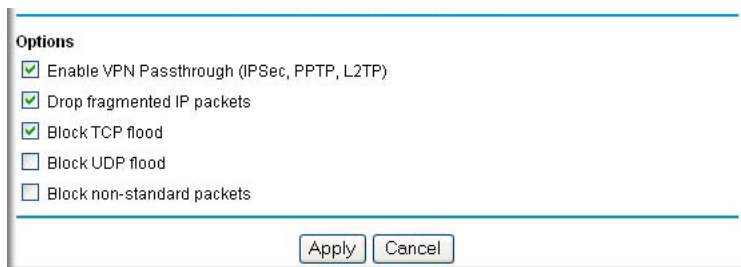 Options
Enable VPN Passthrough (IPSec, PPTP, L2TP)
Drop fragmented IP packets
Block TCP flood
Block UDP flood
Block non-standard packets
Apply Cancel